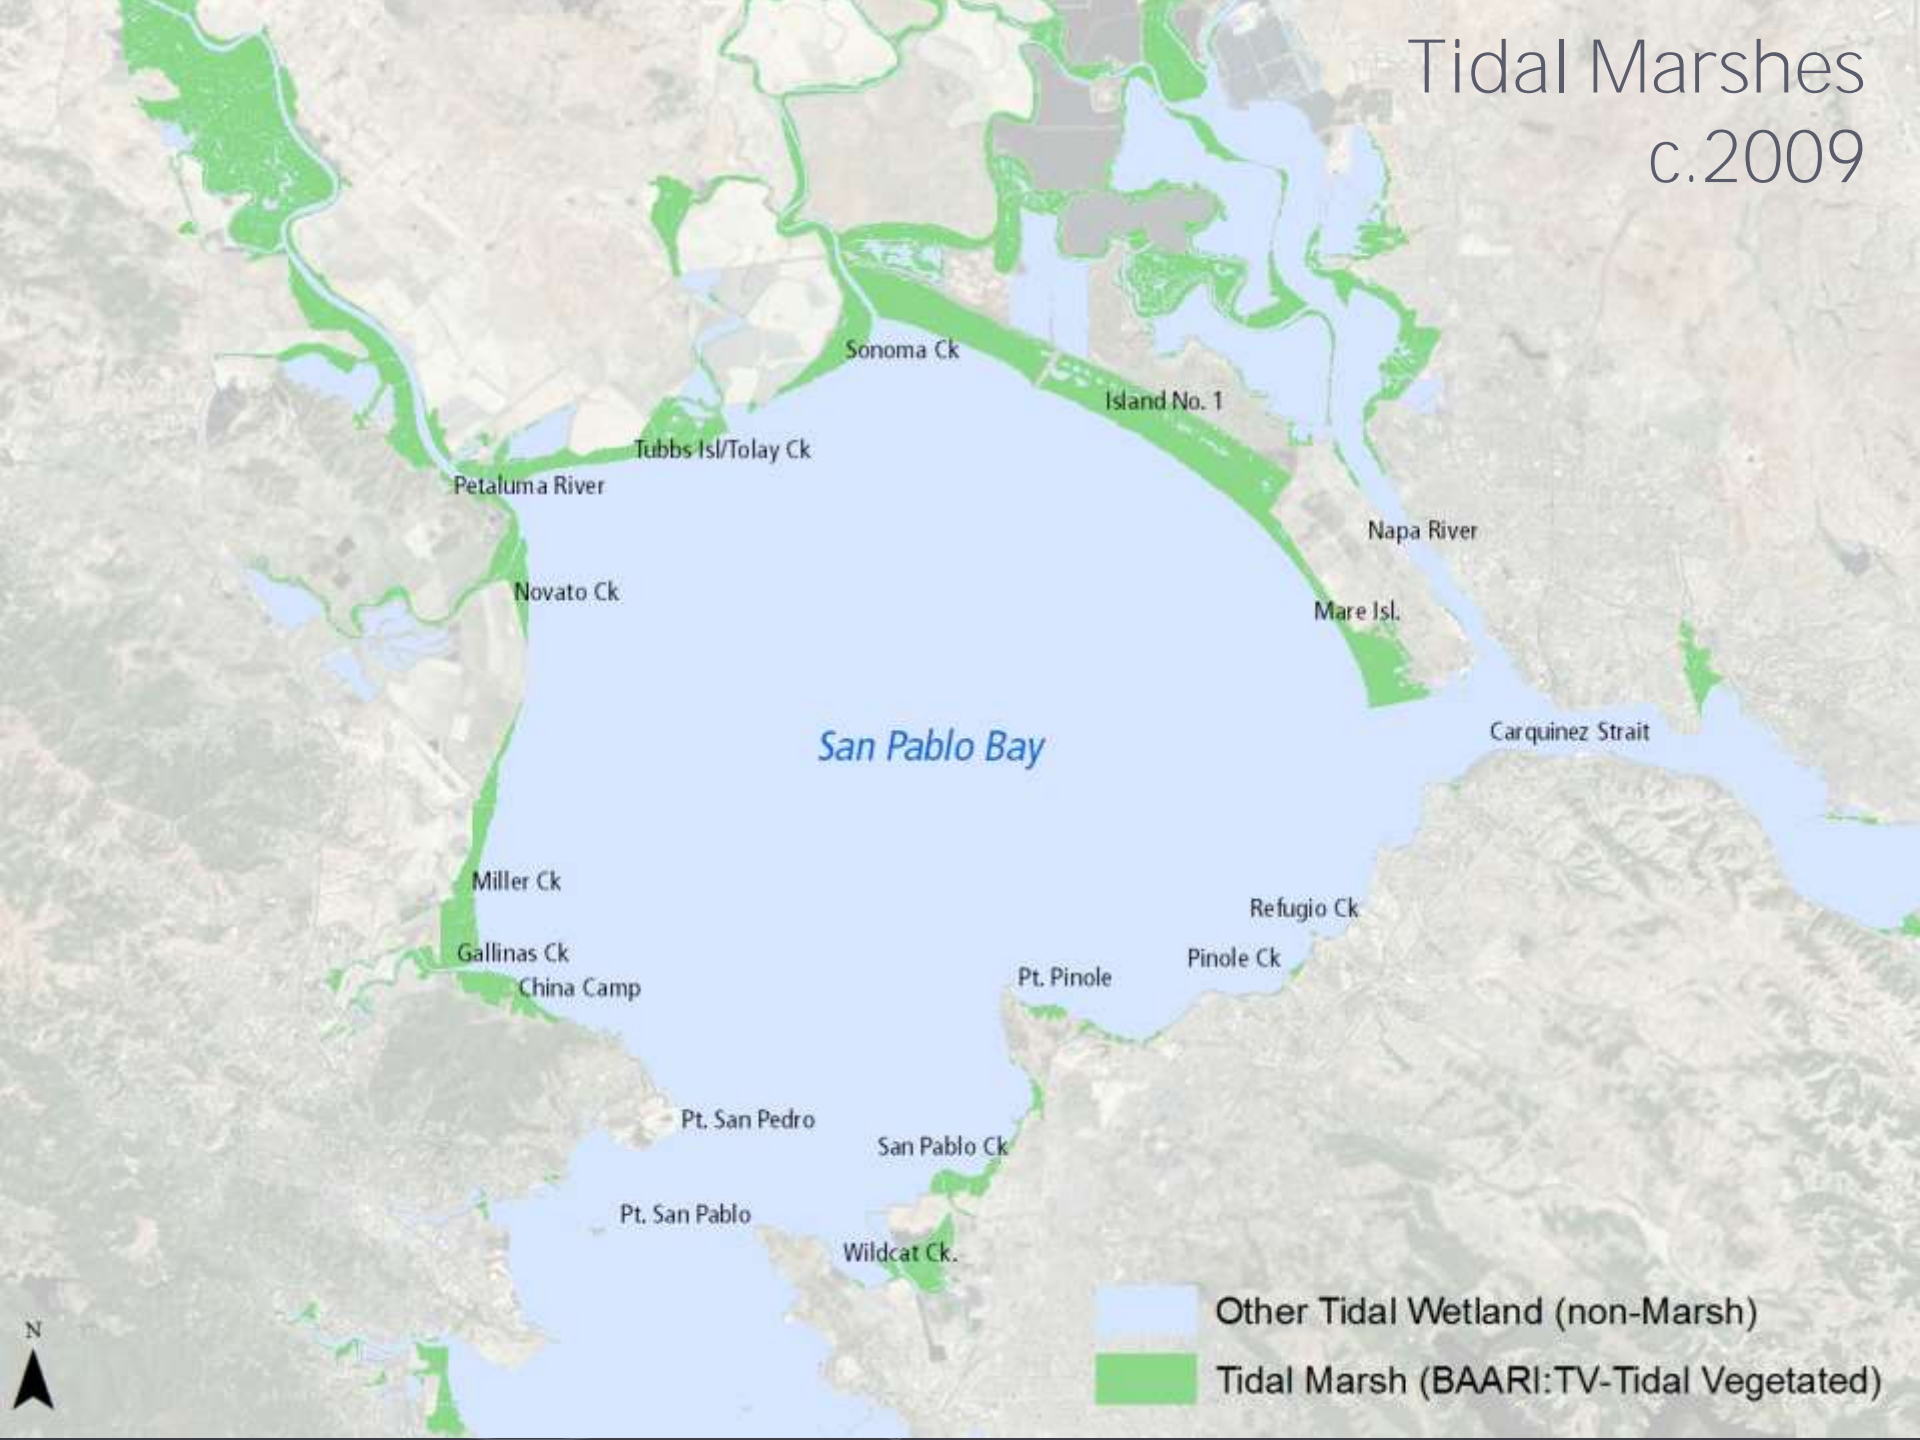 Tidal Marshes
c.2009
Sonoma Ck
Island No. 1
Tubbs Isl/Tolay Ck
Petaluma River
Napa River
Novato Ck
Mare Isl.
Carquinez Strait
San Pablo Bay
Miller Ck
Refugio Ck
Gallinas Ck
Pinole Ck
Pt. Pinole
China Camp
Pt. San Pedro
San Pablo Ck
Pt. San Pablo
Wildcat Ck.
Other Tidal Wetland (non-Marsh)
N
Tidal Marsh (BAARI:TV-Tidal Vegetated)